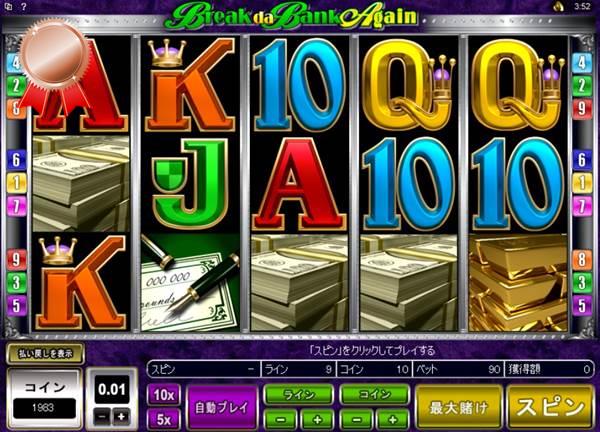 Break da Bank Again
3:52
?
4
2
8
6
1
7
9
3
5
A
K
10
Q
Q
J
A
10
10
K
000 000
pounds
4
2
9
6
1
7
8
3
5
払い戻しを表示
「スピン」をクリックしてプレイする
コイン
1983
0.01
スピン -
ライン 9
コイン 10
ベット 90
獲得額 0
10x
5x
自動プレイ
ライン
コイン
最大賭け
スピン